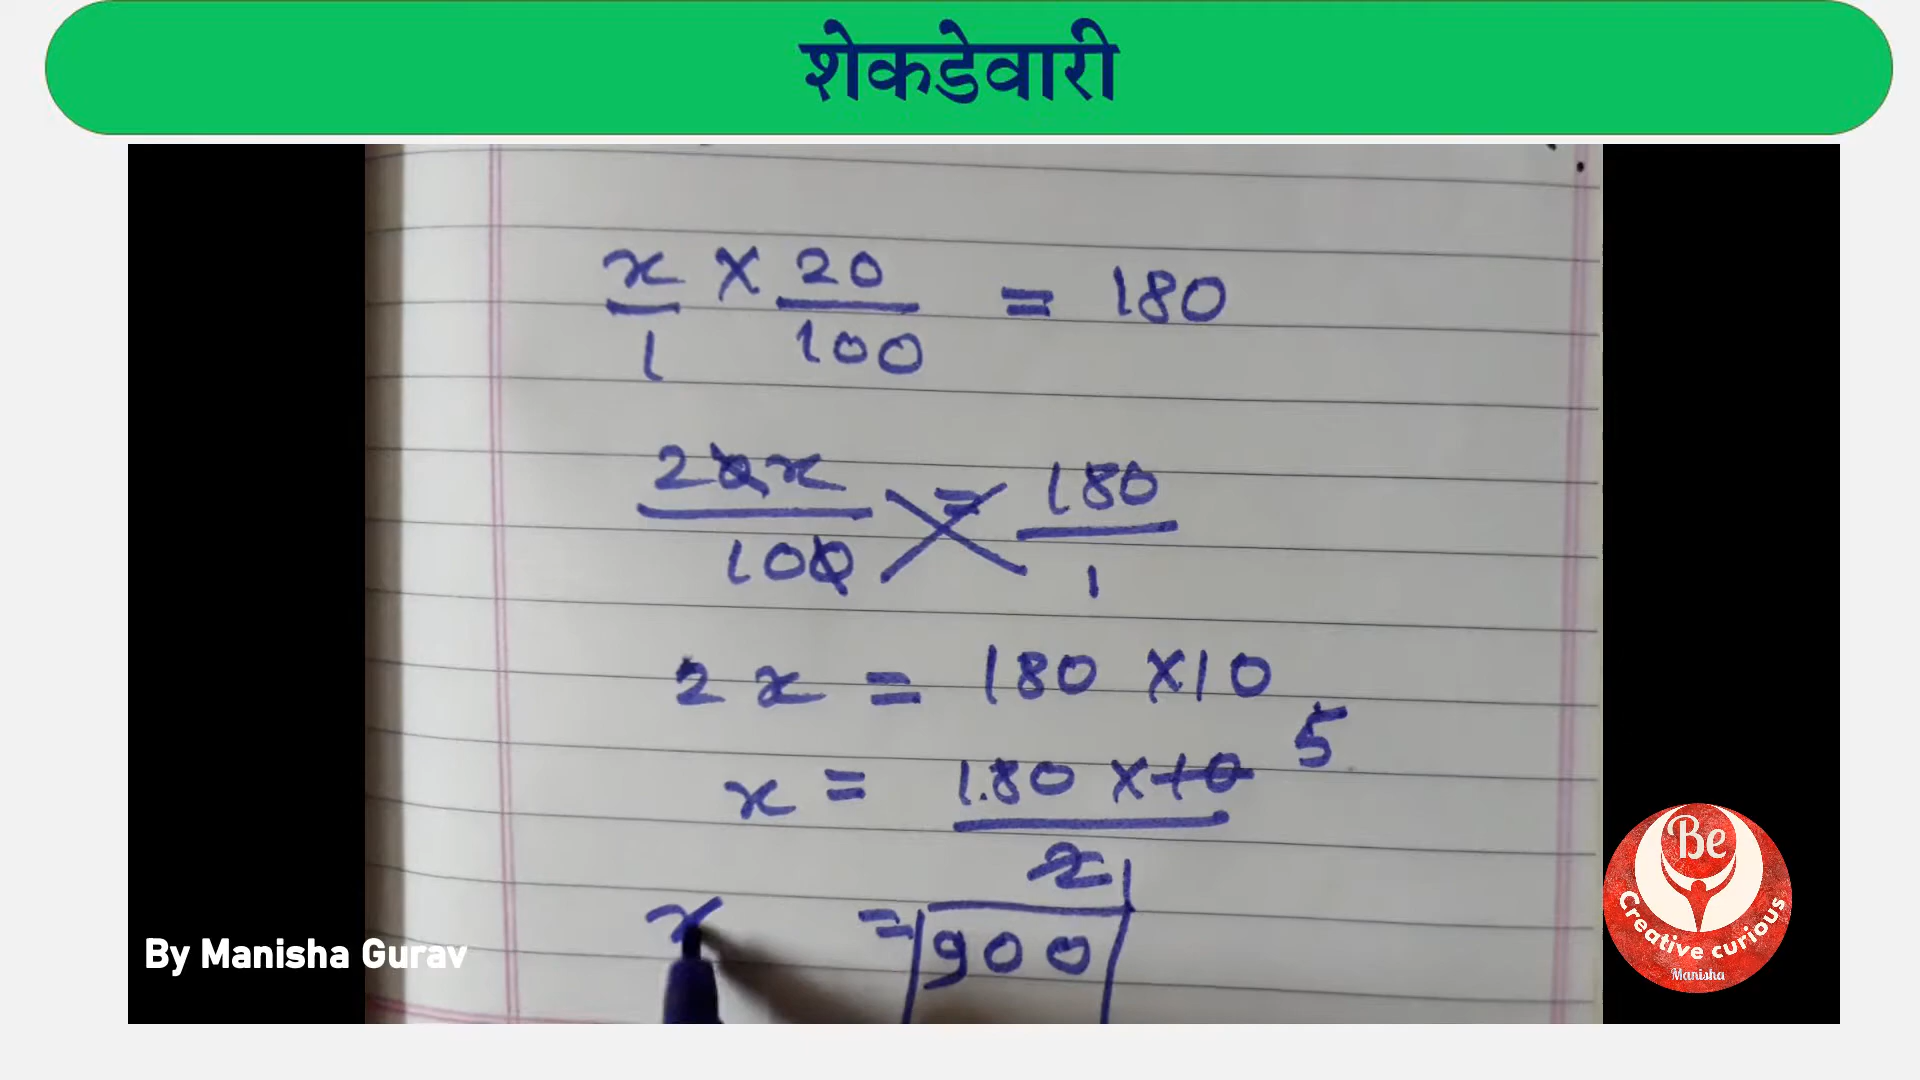 शेकडेवारी
x/1 × 20/100 = 180
20x/100 = 180/1
2x = 180 ×10
x = 180 ×10/2 5
x = 900
By Manisha Gurav
Be
Creative curious
Manisha